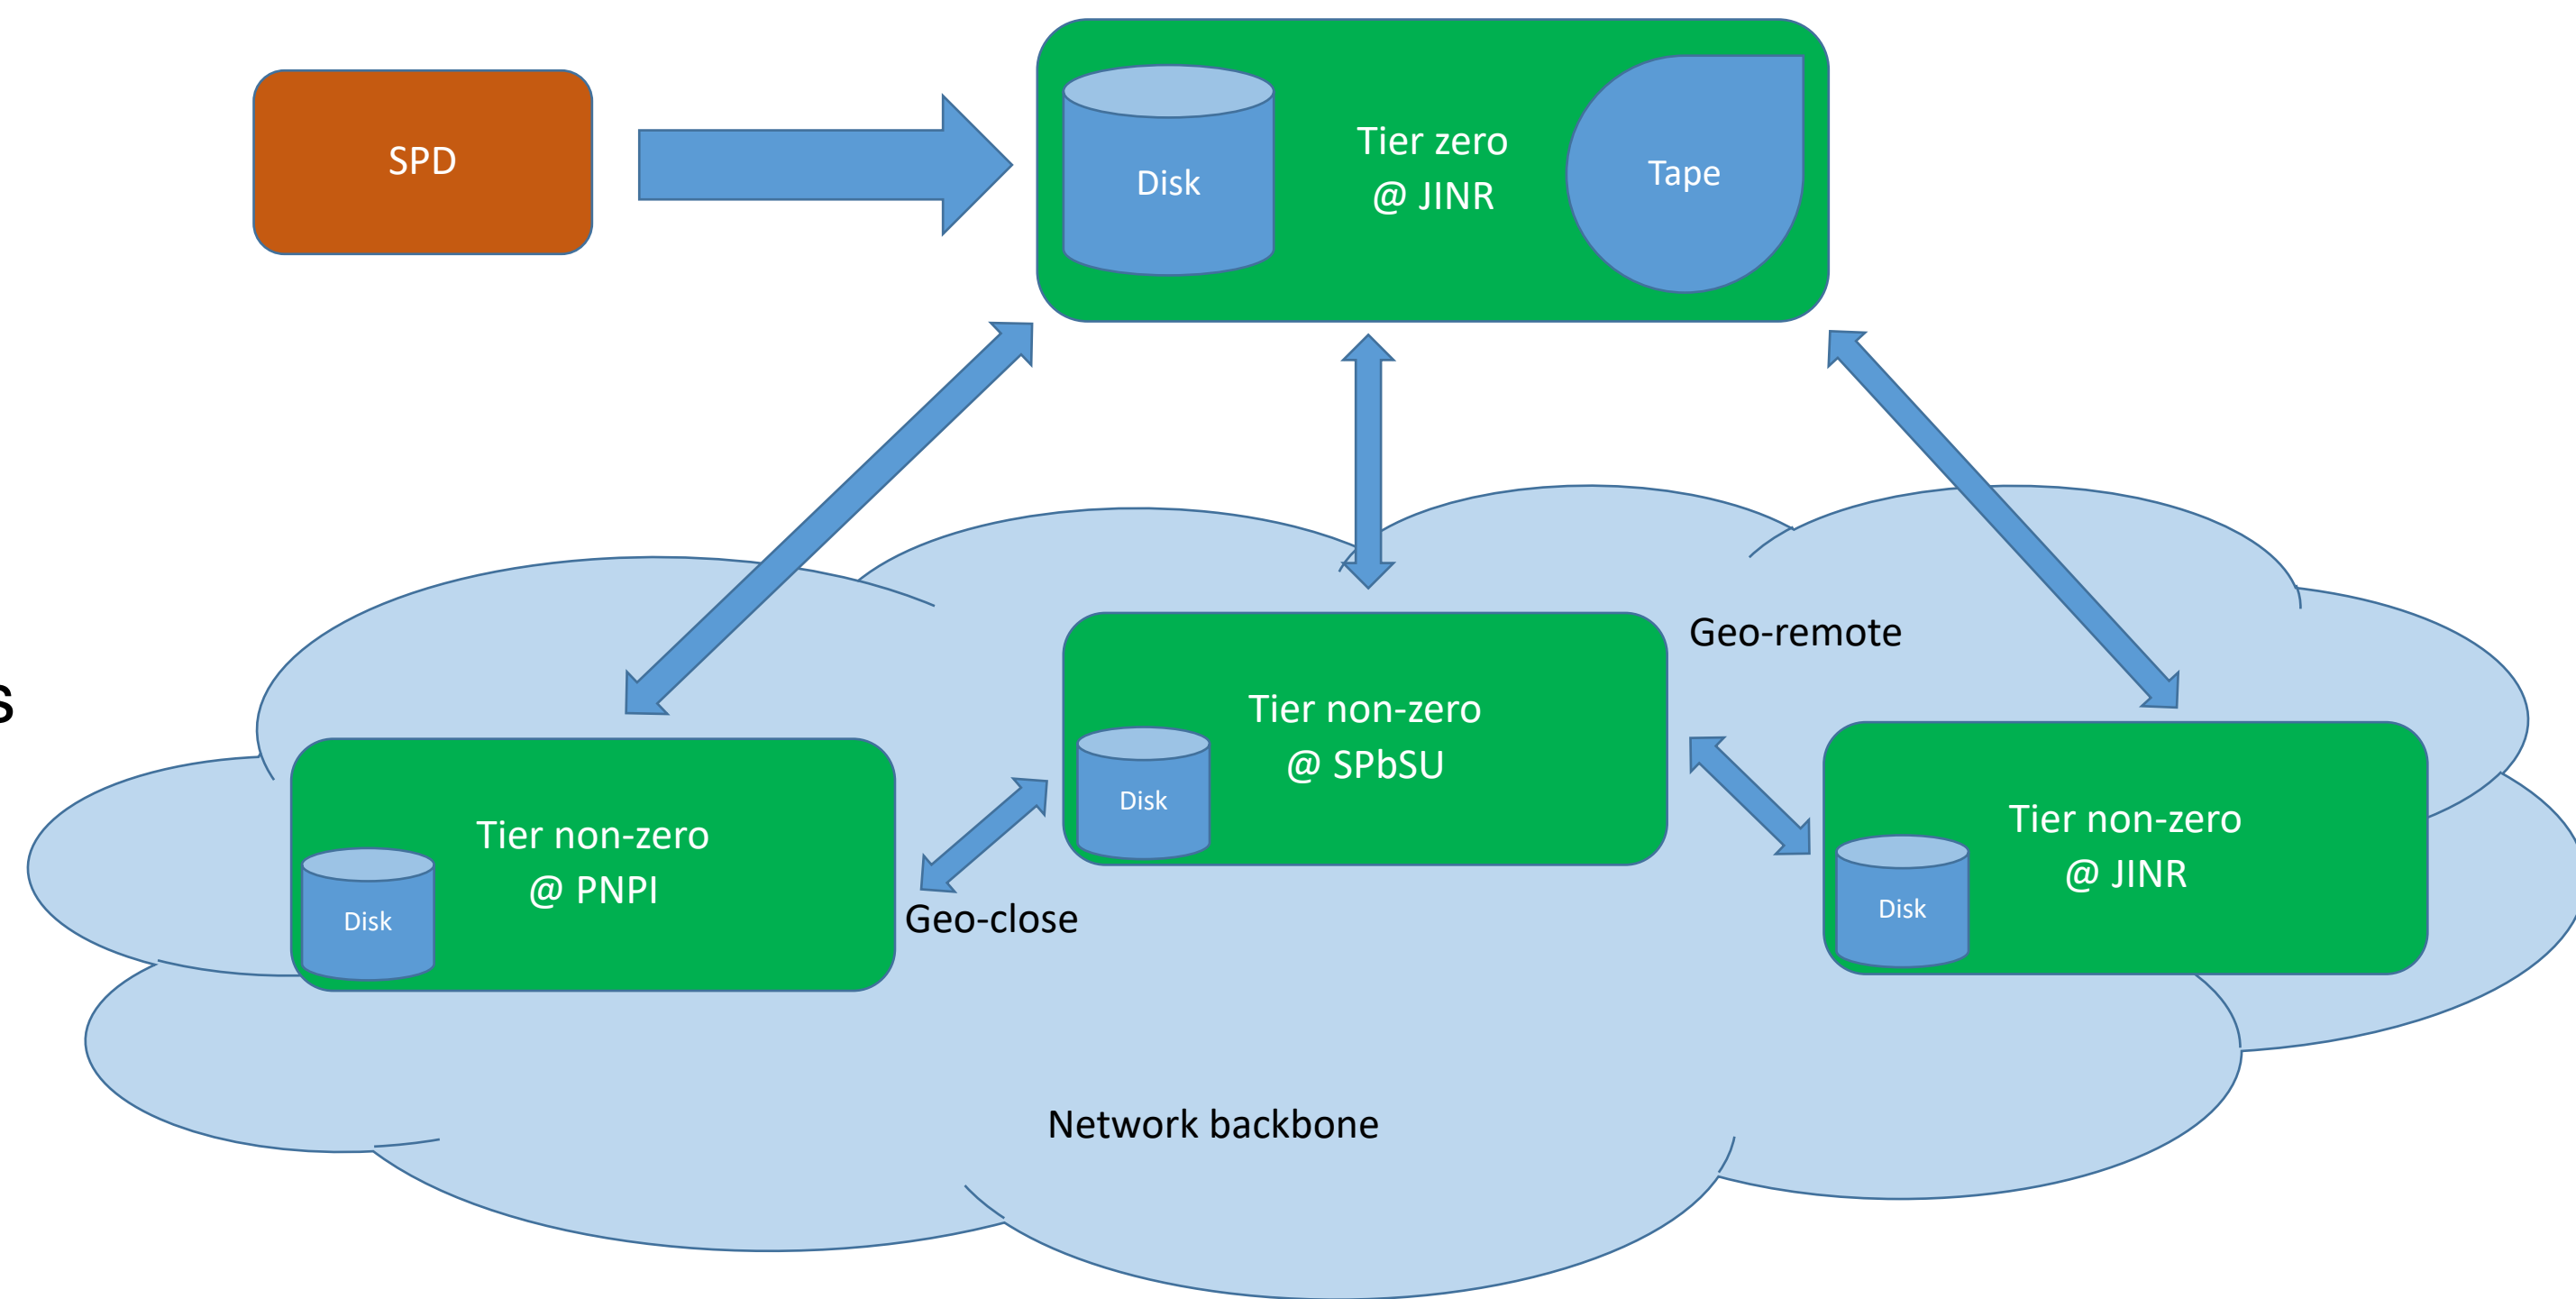 SPD
Disk
Tier zero
@ JINR
Tape
s
Geo-remote
Tier non-zero
@ SPbSU
Disk
Tier non-zero
@ PNPI
Disk
Geo-close
Tier non-zero
@ JINR
Disk
Network backbone